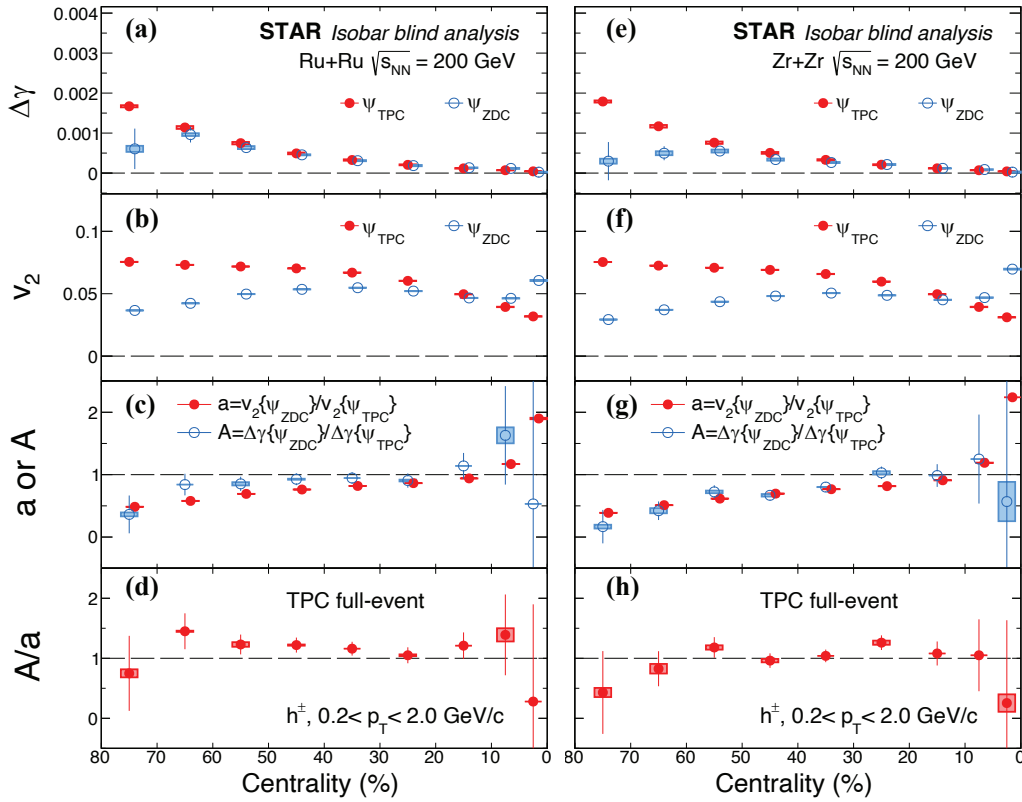 (a) STAR Isobar blind analysis
Ru+Ru √sNN = 200 GeV
ψTPC ψZDC
Δγ
0.004
0.003
0.002
0.001
0
(b)
ψTPC ψZDC
v2
0.1
0.05
0
(c)
a=v2{ψZDC}/v2{ψTPC}
A=Δγ{ψZDC}/Δγ{ψTPC}
a or A
2
1
0
(d) TPC full-event
A/a
2
1
0
h±, 0.2< pT< 2.0 GeV/c
80 70 60 50 40 30 20 10 0
Centrality (%)
(e) STAR Isobar blind analysis
Zr+Zr √sNN = 200 GeV
ψTPC ψZDC
(f)
ψTPC ψZDC
(g)
a=v2{ψZDC}/v2{ψTPC}
A=Δγ{ψZDC}/Δγ{ψTPC}
(h) TPC full-event
h±, 0.2< pT< 2.0 GeV/c
80 70 60 50 40 30 20 10 0
Centrality (%)